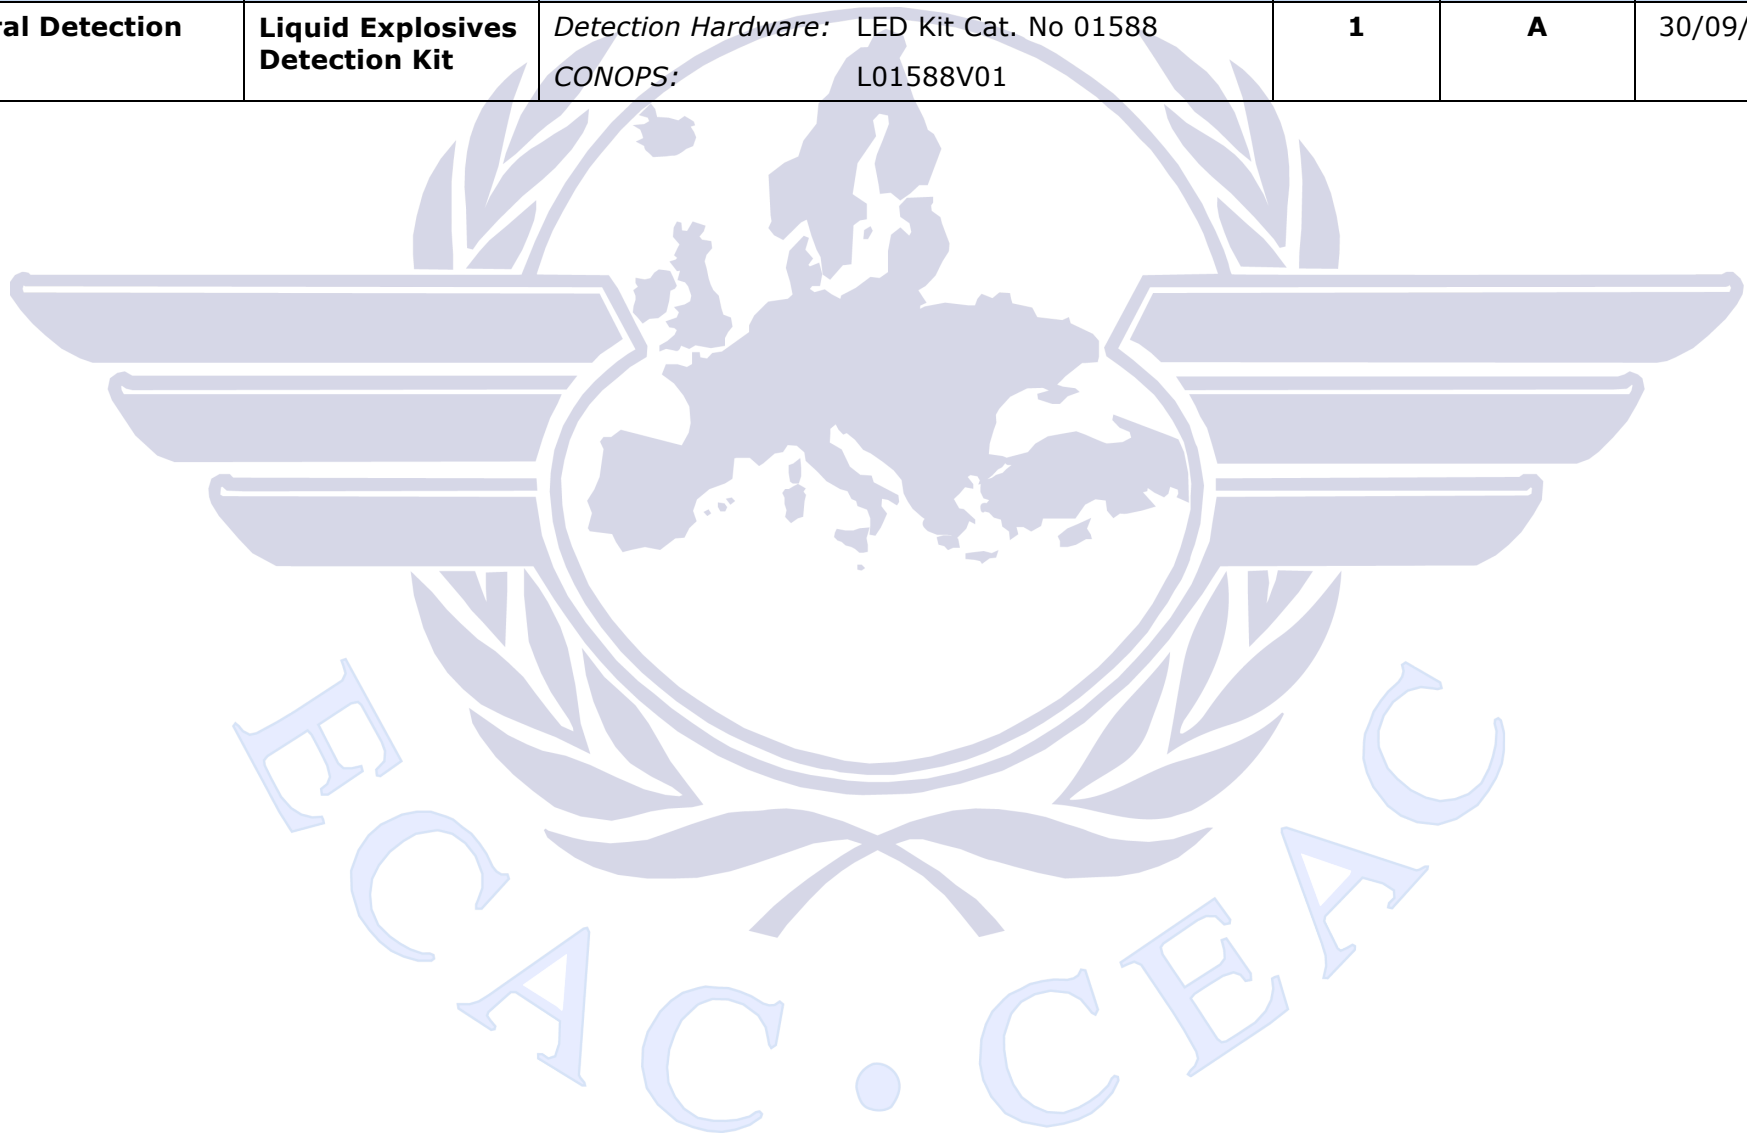 ral Detection Liquid Explosives Detection Hardware: LED Kit Cat. No 01588 1 A 30/09/
Detection Kit
CONOPS: L01588V01
ECAC • CEAC